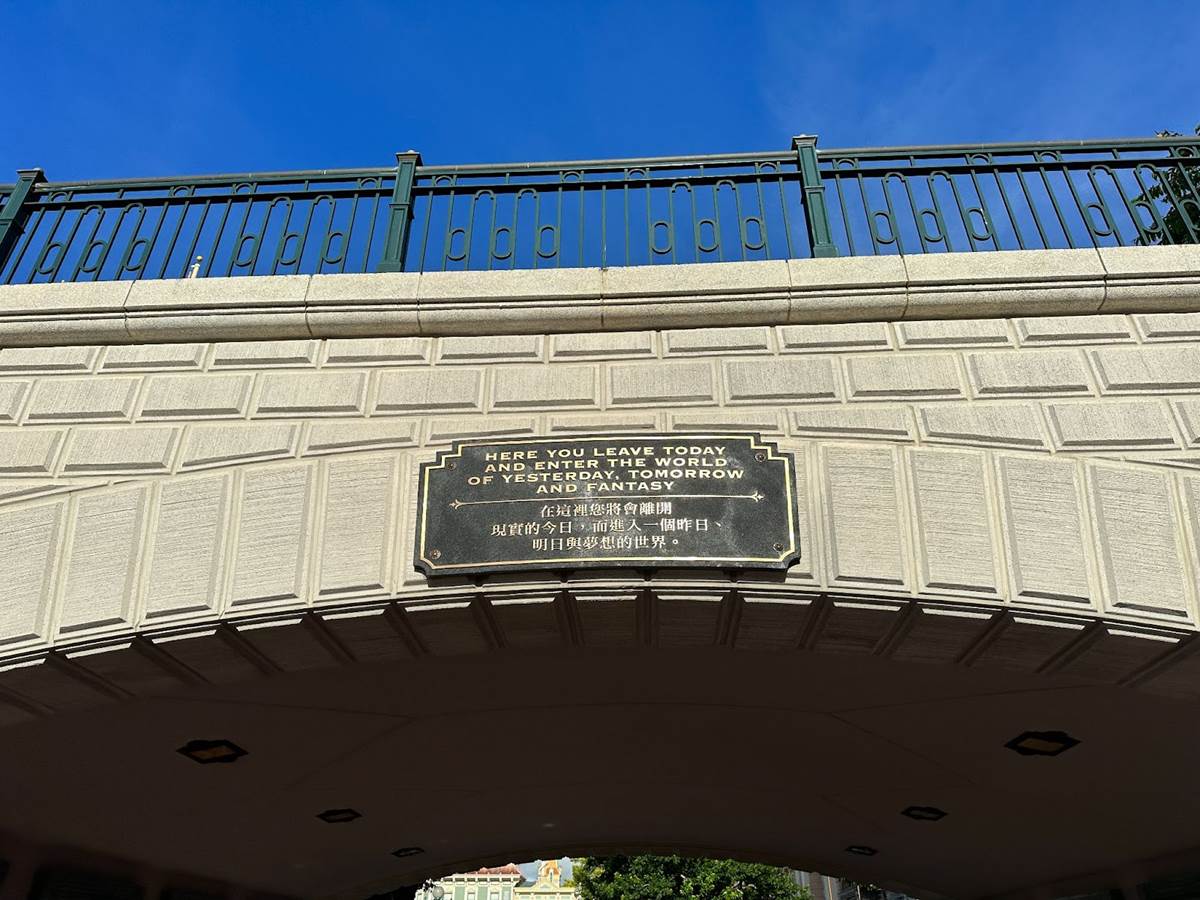 HERE YOU LEAVE TODAY
AND ENTER THE WORLD
OF YESTERDAY, TOMORROW
AND FANTASY
在這裡您將會離開
現實的今日，而進入一個昨日、
明日與夢想的世界。